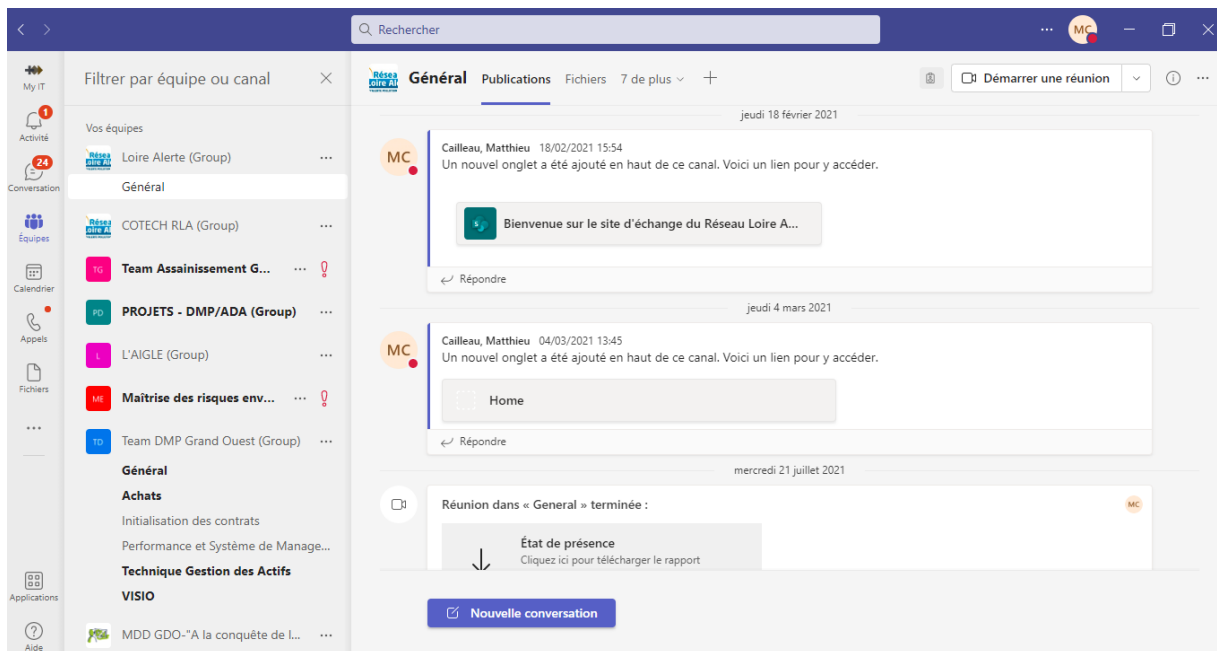 Rechercher
MC
My IT
Activité
1
Conversation
24
Équipes
Calendrier
Appels
Fichiers
Applications
Aide
Filtrer par équipe ou canal
Vos équipes
Loire Alerte (Group)
Général
COTECH RLA (Group)
TG Team Assainissement G...
PD PROJETS - DMP/ADA (Group)
L L'AIGLE (Group)
ME Maîtrise des risques env...
TD Team DMP Grand Ouest (Group)
Général
Achats
Initialisation des contrats
Performance et Système de Manage...
Technique Gestion des Actifs
VISIO
MDD GDO-"A la conquête de l...
Général Publications Fichiers 7 de plus
Démarrer une réunion
jeudi 18 février 2021
MC
Cailleau, Matthieu 18/02/2021 15:54
Un nouvel onglet a été ajouté en haut de ce canal. Voici un lien pour y accéder.
Bienvenue sur le site d'échange du Réseau Loire A...
Répondre
jeudi 4 mars 2021
MC
Cailleau, Matthieu 04/03/2021 13:45
Un nouvel onglet a été ajouté en haut de ce canal. Voici un lien pour y accéder.
Home
Répondre
mercredi 21 juillet 2021
Réunion dans « General » terminée :
MC
État de présence
Cliquez ici pour télécharger le rapport
Nouvelle conversation